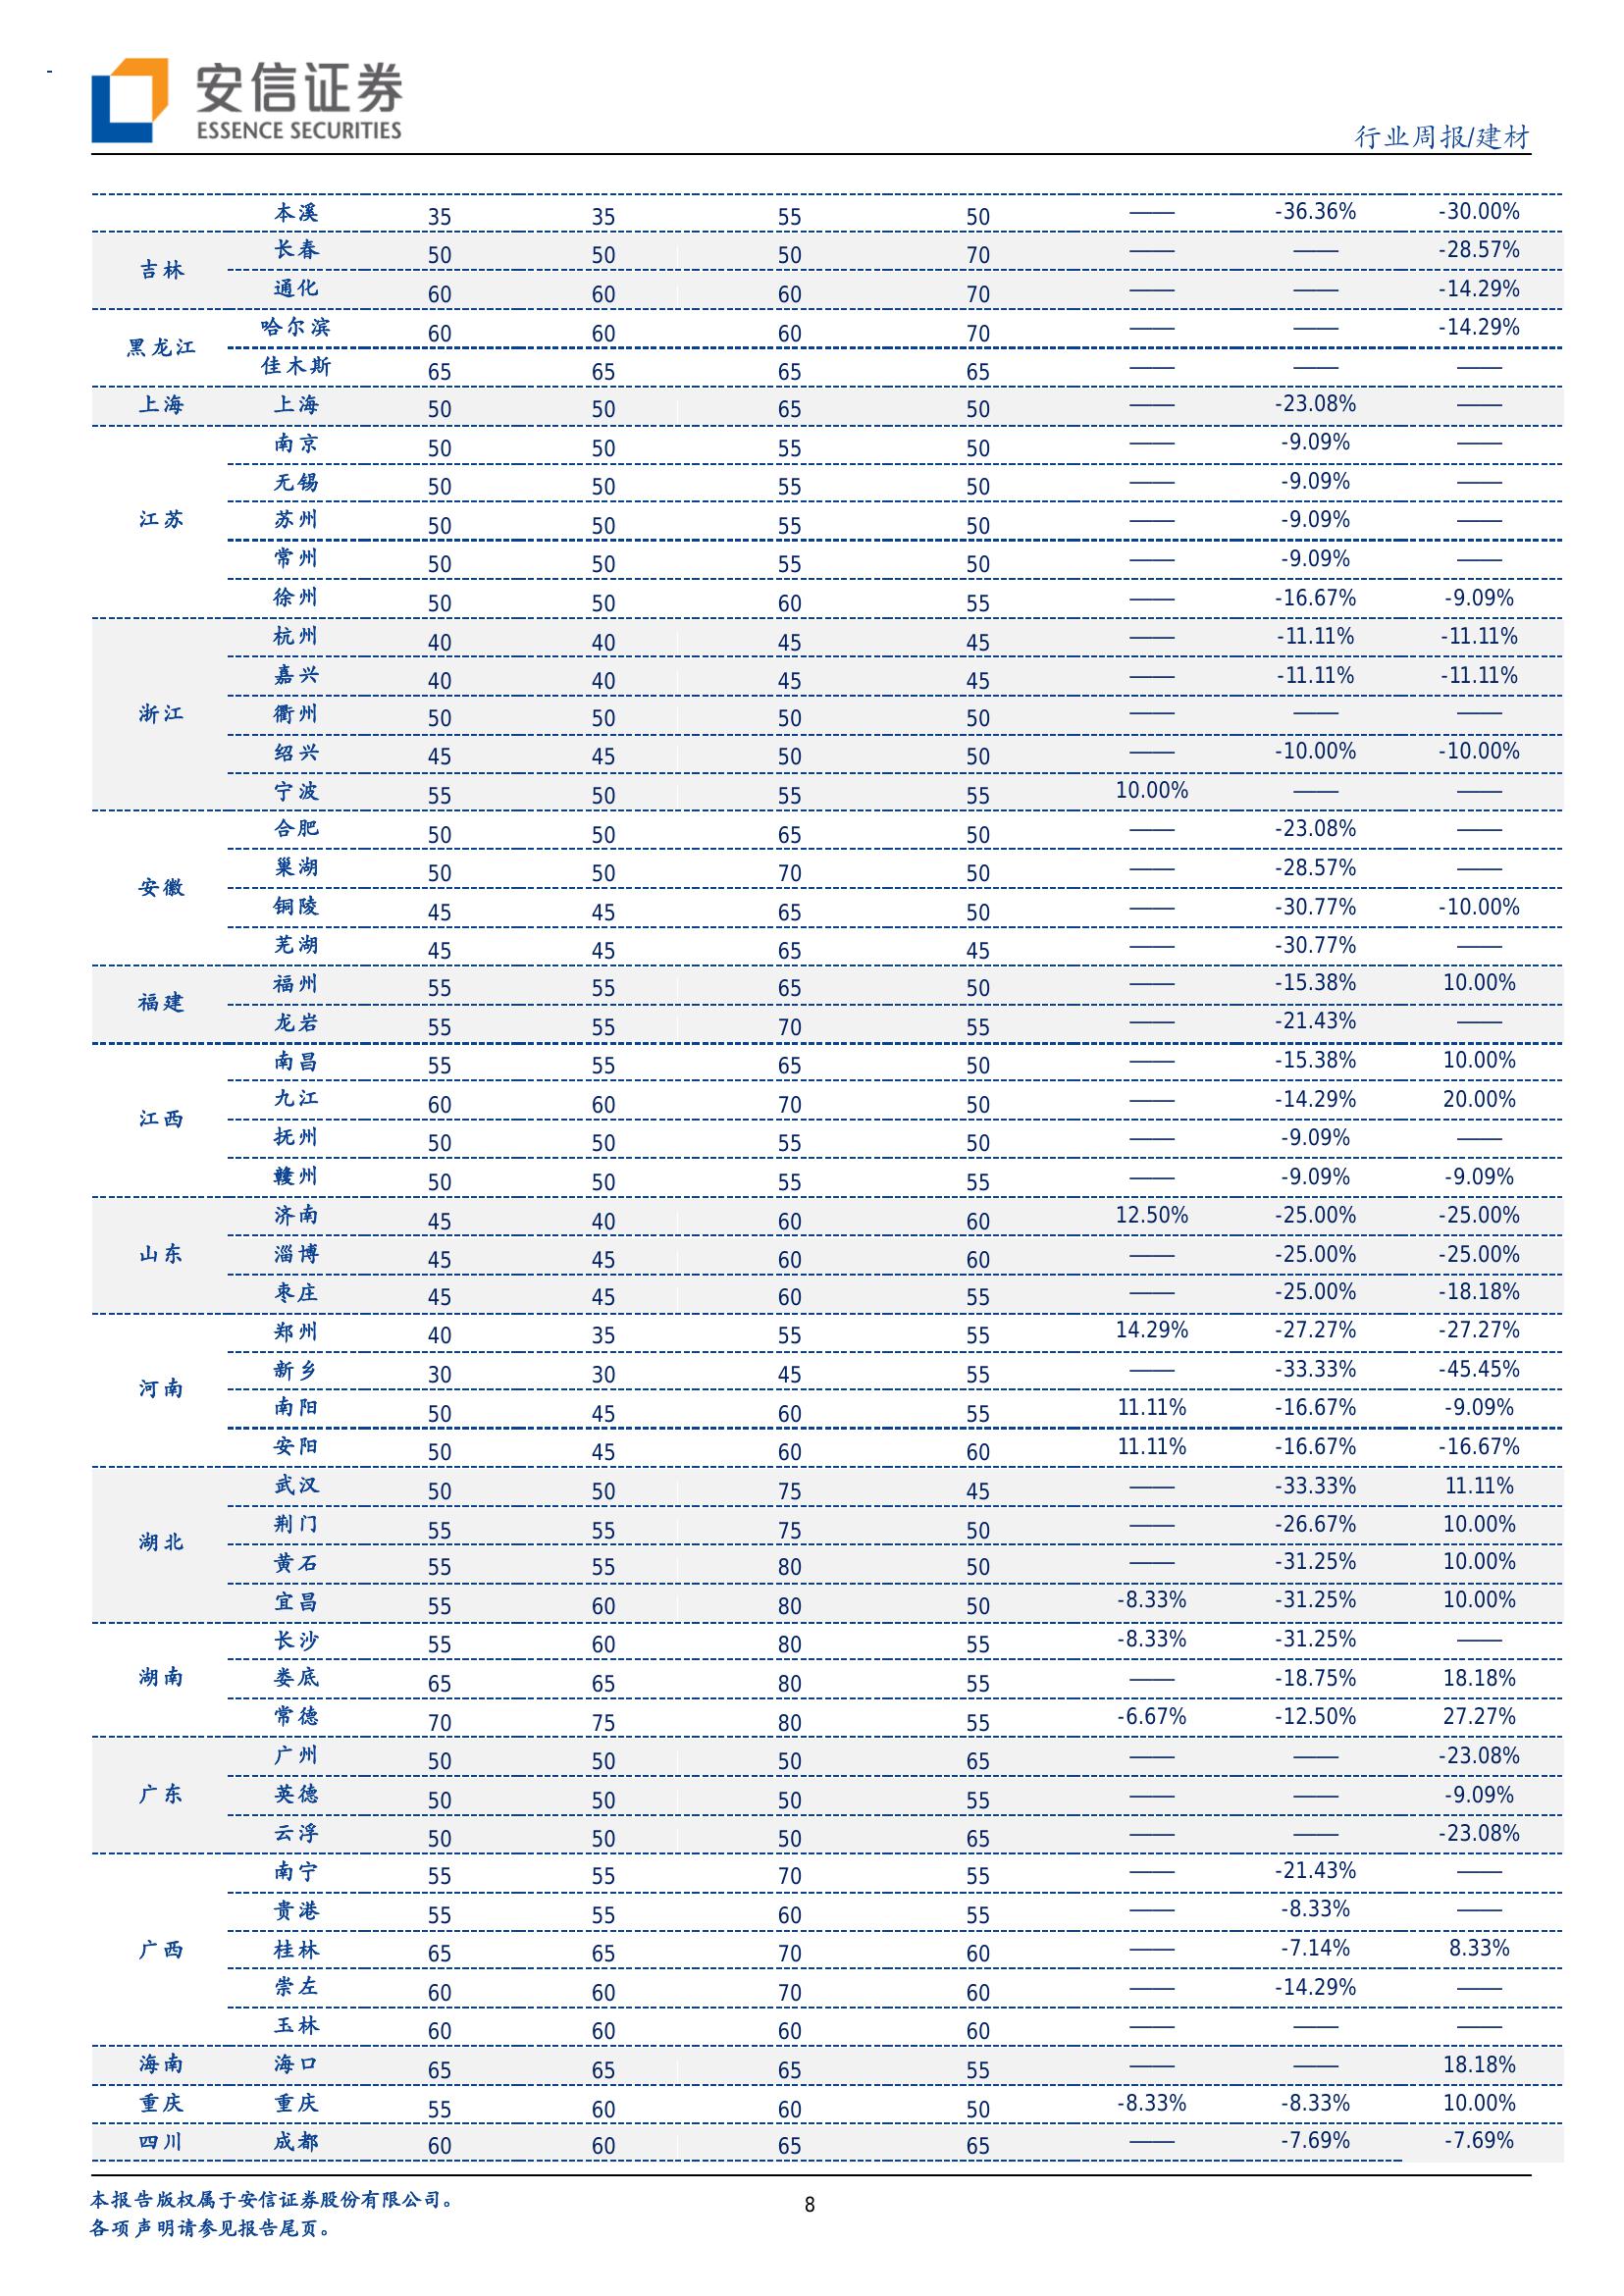 安信证券
ESSENCE SECURITIES
行业周报/建材
本溪 35 35 55 50 —— -36.36% -30.00%
吉林 长春 50 50 50 70 —— —— -28.57%
通化 60 60 60 70 —— —— -14.29%
黑龙江 哈尔滨 60 60 60 70 —— —— -14.29%
佳木斯 65 65 65 65 —— —— ——
上海 上海 50 50 65 50 —— -23.08% ——
江苏 南京 50 50 55 50 —— -9.09% ——
无锡 50 50 55 50 —— -9.09% ——
苏州 50 50 55 50 —— -9.09% ——
常州 50 50 55 50 —— -9.09% ——
徐州 50 50 60 55 —— -16.67% -9.09%
浙江 杭州 40 40 45 45 —— -11.11% -11.11%
嘉兴 40 40 45 45 —— -11.11% -11.11%
衢州 50 50 50 50 —— —— ——
绍兴 45 45 50 50 —— -10.00% -10.00%
宁波 55 50 55 55 10.00% —— ——
安徽 合肥 50 50 65 50 —— -23.08% ——
巢湖 50 50 70 50 —— -28.57% ——
铜陵 45 45 65 50 —— -30.77% -10.00%
芜湖 45 45 65 45 —— -30.77% ——
福建 福州 55 55 65 50 —— -15.38% 10.00%
龙岩 55 55 70 55 —— -21.43% ——
江西 南昌 55 55 65 50 —— -15.38% 10.00%
九江 60 60 70 50 —— -14.29% 20.00%
抚州 50 50 55 50 —— -9.09% ——
赣州 50 50 55 55 —— -9.09% -9.09%
山东 济南 45 40 60 60 12.50% -25.00% -25.00%
淄博 45 45 60 60 —— -25.00% -25.00%
枣庄 45 45 60 55 —— -25.00% -18.18%
河南 郑州 40 35 55 55 14.29% -27.27% -27.27%
新乡 30 30 45 55 —— -33.33% -45.45%
南阳 50 45 60 55 11.11% -16.67% -9.09%
安阳 50 45 60 60 11.11% -16.67% -16.67%
湖北 武汉 50 50 75 45 —— -33.33% 11.11%
荆门 55 55 75 50 —— -26.67% 10.00%
黄石 55 55 80 50 —— -31.25% 10.00%
宜昌 55 60 80 50 -8.33% -31.25% 10.00%
湖南 长沙 55 60 80 55 -8.33% -31.25% ——
娄底 65 65 80 55 —— -18.75% 18.18%
常德 70 75 80 55 -6.67% -12.50% 27.27%
广东 广州 50 50 50 65 —— —— -23.08%
英德 50 50 50 55 —— —— -9.09%
云浮 50 50 50 65 —— —— -23.08%
广西 南宁 55 55 70 55 —— -21.43% ——
贵港 55 55 60 55 —— -8.33% ——
桂林 65 65 70 60 —— -7.14% 8.33%
崇左 60 60 70 60 —— -14.29% ——
玉林 60 60 60 60 —— —— ——
海南 海口 65 65 65 55 —— —— 18.18%
重庆 重庆 55 60 60 50 -8.33% -8.33% 10.00%
四川 成都 60 60 65 65 —— -7.69% -7.69%
本报告版权属于安信证券股份有限公司。
各项声明请参见报告尾页。
8